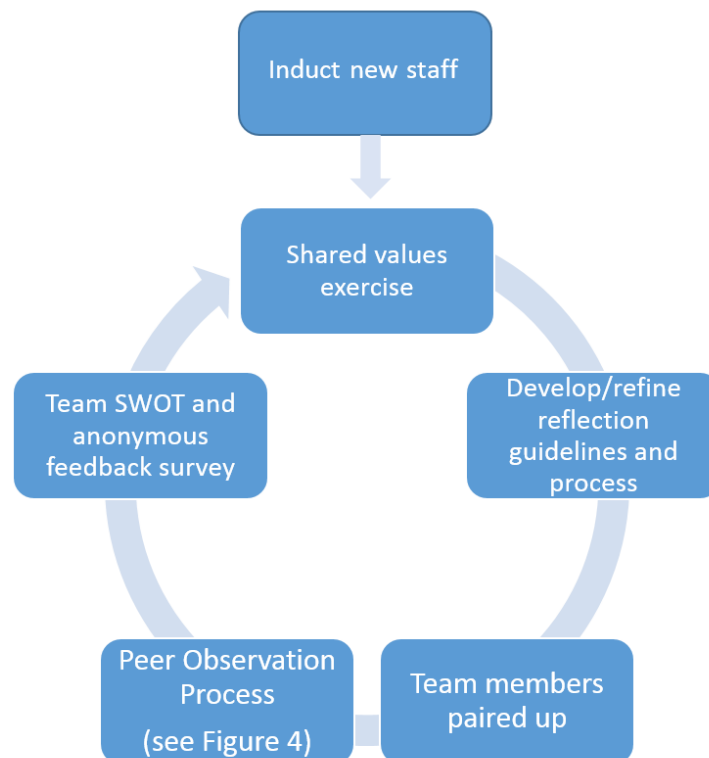 Induct new staff
Shared values
exercise
Develop/refine
reflection
guidelines and
process
Team members
paired up
Peer Observation
Process
(see Figure 4)
Team SWOT and
anonymous
feedback survey